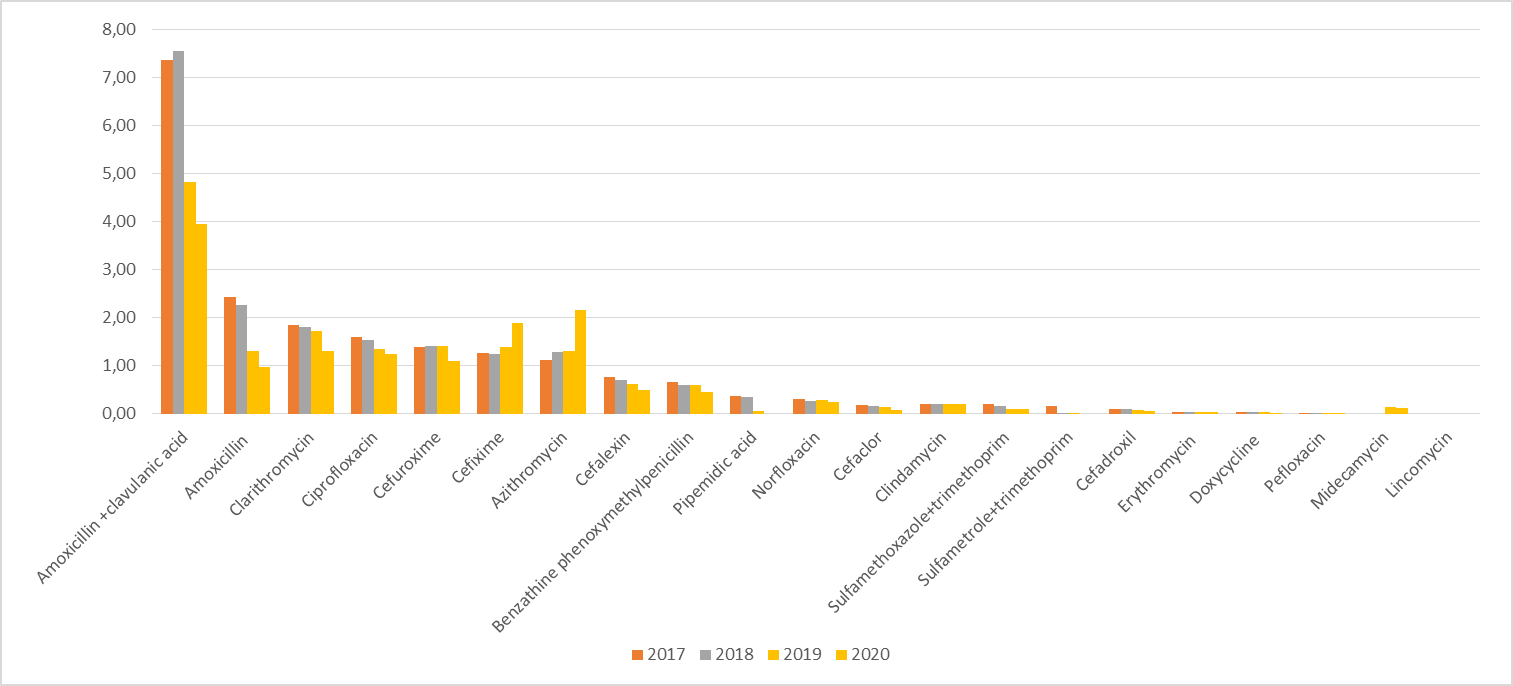 8,00
7,00
6,00
5,00
4,00
3,00
2,00
1,00
0,00
Amoxicillin +clavulanic acid
Amoxicillin
Clarithromycin
Ciprofloxacin
Cefuroxime
Cefixime
Azithromycin
Cefalexin
Benzathine phenoxymethylpenicillin
Pipemidic acid
Norfloxacin
Cefaclor
Clindamycin
Sulfamethoxazole+trimethoprim
Sulfametrole+trimethoprim
Cefadroxil
Erythromycin
Doxycycline
Pefloxacin
Midecamycin
Lincomycin
2017 2018 2019 2020